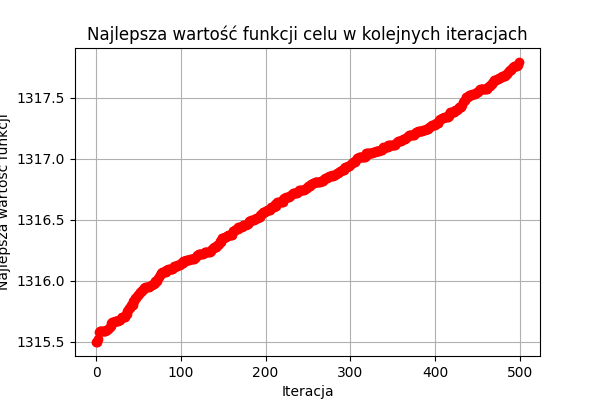 Najlepsza wartość funkcji celu w kolejnych iteracjach
Najlepsza wartość funkcji
1317.5
1317.0
1316.5
1316.0
1315.5
0 100 200 300 400 500
Iteracja